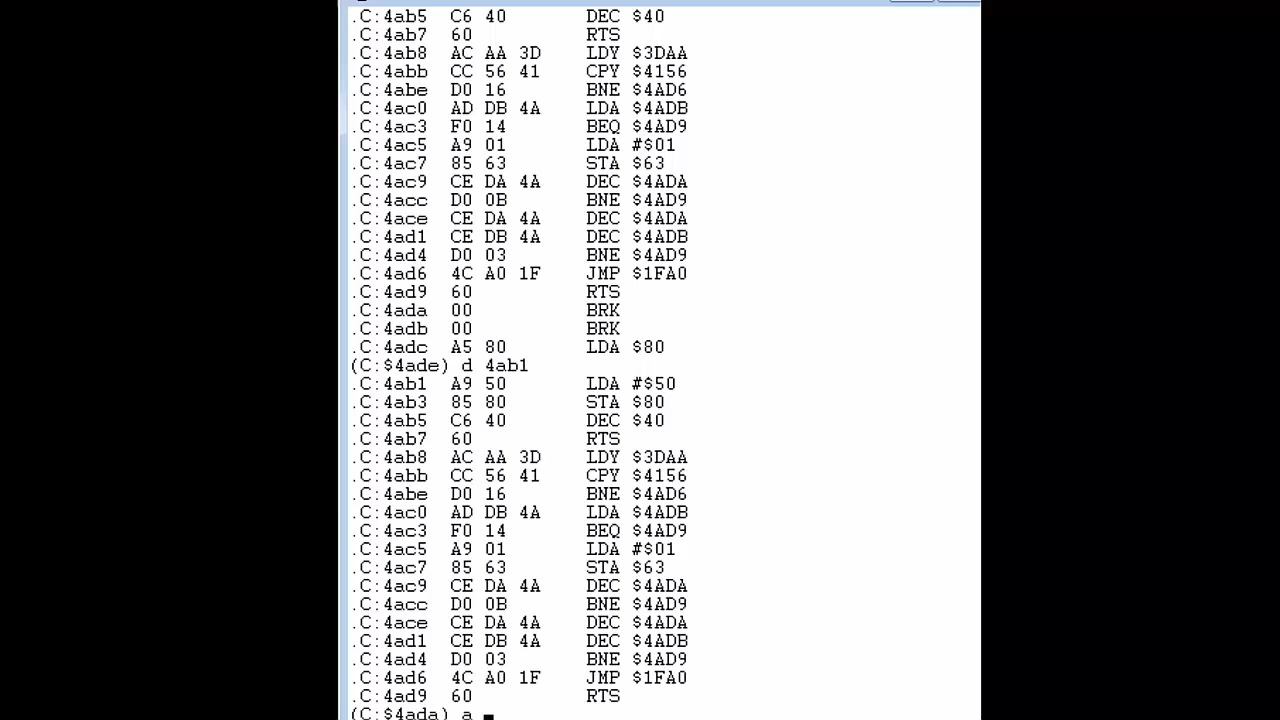 .C:4ab5  C6 40       DEC $40
.C:4ab7  60          RTS
.C:4ab8  AC AA 3D    LDY $3DAA
.C:4abb  CC 56 41    CPY $4156
.C:4abe  D0 16       BNE $4AD6
.C:4ac0  AD DB 4A    LDA $4ADB
.C:4ac3  F0 14       BEQ $4AD9
.C:4ac5  A9 01       LDA #$01
.C:4ac7  85 63       STA $63
.C:4ac9  CE DA 4A    DEC $4ADA
.C:4acc  D0 0B       BNE $4AD9
.C:4ace  CE DA 4A    DEC $4ADA
.C:4ad1  CE DB 4A    DEC $4ADB
.C:4ad4  D0 03       BNE $4AD9
.C:4ad6  4C A0 1F    JMP $1FA0
.C:4ad9  60          RTS
.C:4ada  00          BRK
.C:4adb  00          BRK
.C:4adc  A5 80       LDA $80
(C:$4ade) d 4ab1
.C:4ab1  A9 50       LDA #$50
.C:4ab3  85 80       STA $80
.C:4ab5  C6 40       DEC $40
.C:4ab7  60          RTS
.C:4ab8  AC AA 3D    LDY $3DAA
.C:4abb  CC 56 41    CPY $4156
.C:4abe  D0 16       BNE $4AD6
.C:4ac0  AD DB 4A    LDA $4ADB
.C:4ac3  F0 14       BEQ $4AD9
.C:4ac5  A9 01       LDA #$01
.C:4ac7  85 63       STA $63
.C:4ac9  CE DA 4A    DEC $4ADA
.C:4acc  D0 0B       BNE $4AD9
.C:4ace  CE DA 4A    DEC $4ADA
.C:4ad1  CE DB 4A    DEC $4ADB
.C:4ad4  D0 03       BNE $4AD9
.C:4ad6  4C A0 1F    JMP $1FA0
.C:4ad9  60          RTS
(C:$4ada) a